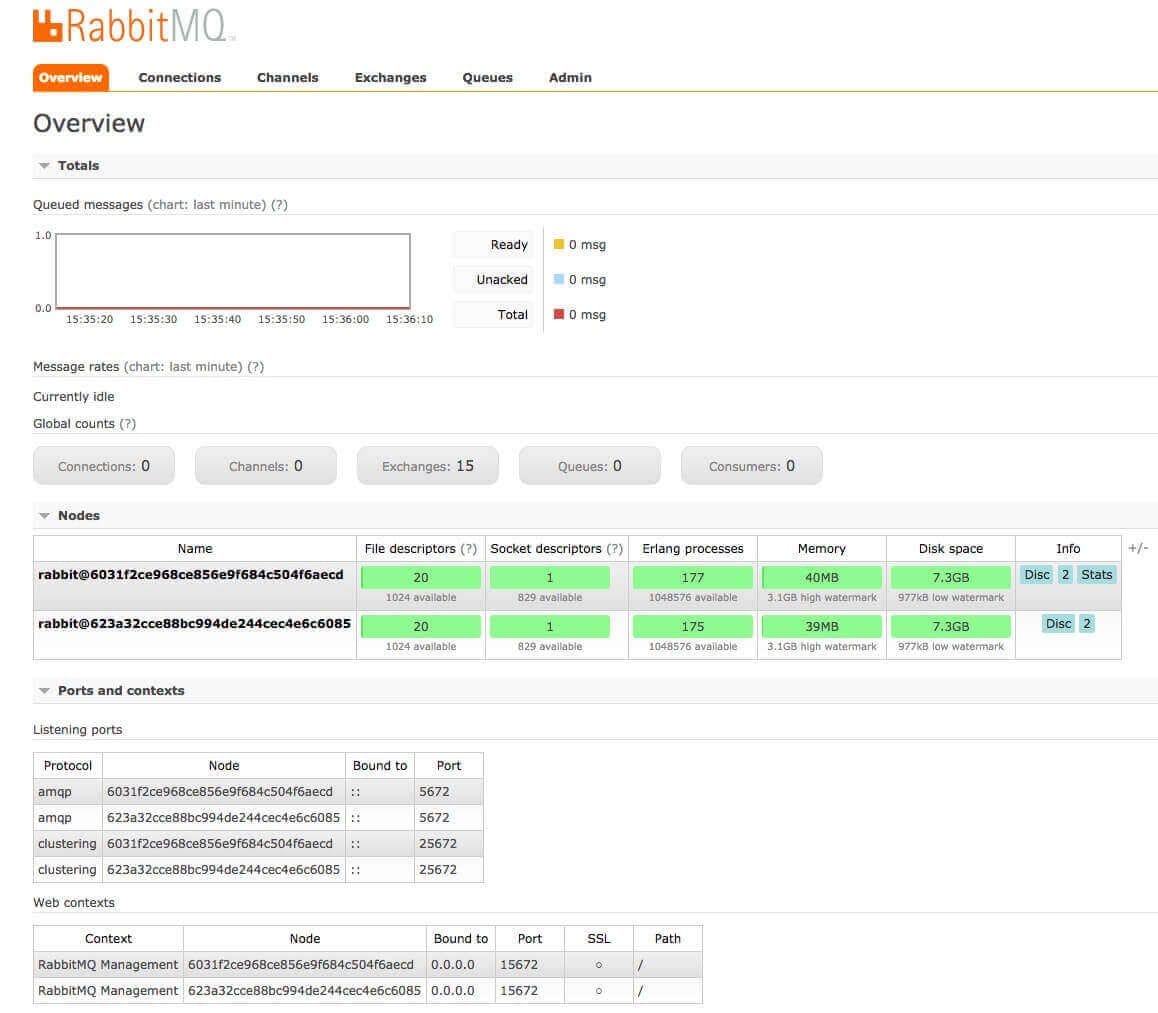 RabbitMQ
Overview Connections Channels Exchanges Queues Admin
Overview
Totals
Queued messages (chart: last minute) (?)
1.0
0.0
15:35:20 15:35:30 15:35:40 15:35:50 15:36:00 15:36:10
Ready 0 msg
Unacked 0 msg
Total 0 msg
Message rates (chart: last minute) (?)
Currently idle
Global counts (?)
Connections: 0 Channels: 0 Exchanges: 15 Queues: 0 Consumers: 0
Nodes
Name File descriptors (?) Socket descriptors (?) Erlang processes Memory Disk space Info +/-
rabbit@6031f2ce968ce856e9f684c504f6aecd 20 1 177 40MB 7.3GB Disc 2 Stats
1024 available 829 available 1048576 available 3.1GB high watermark 977kB low watermark
rabbit@623a32cce88bc994de244cec4e6c6085 20 1 175 39MB 7.3GB Disc 2
1024 available 829 available 1048576 available 3.1GB high watermark 977kB low watermark
Ports and contexts
Listening ports
Protocol Node Bound to Port
amqp 6031f2ce968ce856e9f684c504f6aecd :: 5672
amqp 623a32cce88bc994de244cec4e6c6085 :: 5672
clustering 6031f2ce968ce856e9f684c504f6aecd :: 25672
clustering 623a32cce88bc994de244cec4e6c6085 :: 25672
Web contexts
Context Node Bound to Port SSL Path
RabbitMQ Management 6031f2ce968ce856e9f684c504f6aecd 0.0.0.0 15672 ○ /
RabbitMQ Management 623a32cce88bc994de244cec4e6c6085 0.0.0.0 15672 ○ /